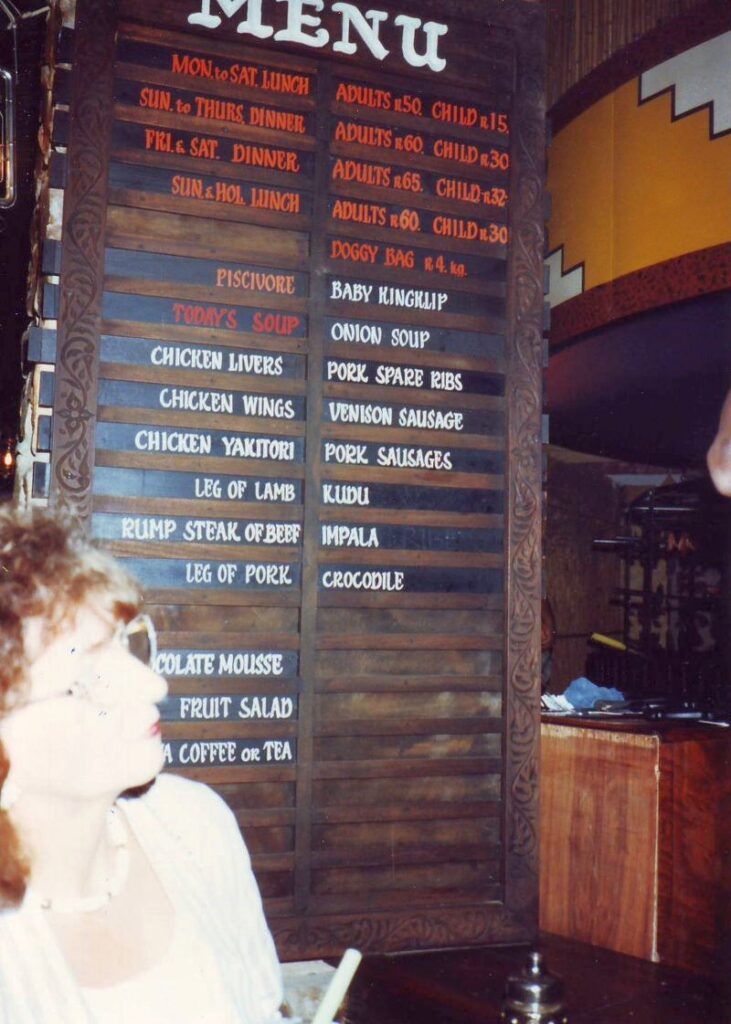 MENU
MON. to SAT. LUNCH ADULTS R50. CHILD R15.
SUN. to THURS. DINNER ADULTS R60. CHILD R30
FRI. & SAT. DINNER ADULTS R65. CHILD R32
SUN. & HOL. LUNCH ADULTS R60. CHILD R30
DOGGY BAG R4. kg.
PISCIVORE BABY KINGKLIP
TODAY'S SOUP ONION SOUP
CHICKEN LIVERS PORK SPARE RIBS
CHICKEN WINGS VENISON SAUSAGE
CHICKEN YAKITORI PORK SAUSAGES
LEG OF LAMB KUDU
RUMP STEAK OF BEEF IMPALA
LEG OF PORK CROCODILE
COLATE MOUSSE
FRUIT SALAD
A COFFEE OR TEA